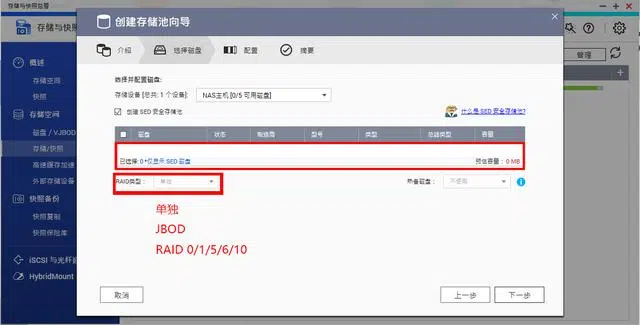 存储与快照总管
存储与快照
创建存储池向导
管理
概述
存储空间
快照
存储空间
磁盘 / VJBOD
存储/快照
高速缓存加速
外部存储设备
快照备份
快照复制
快照保险库
iSCSI 与光纤
HybridMount
介绍
选择磁盘
配置
摘要
选择并配置磁盘:
存储设备 [总共: 1 个设备]:
NAS主机 [0/5 可用磁盘]
创建 SED 安全存储池
什么是 SED 安全存储池?
磁盘
状态
制造商
型号
类型
总线类型
容量
已选择: 0 *仅显示 SED 磁盘
预估容量: 0 MB
RAID类型:
单独
热备磁盘:
不使用
单独
JBOD
RAID 0/1/5/6/10
取消
上一步
下一步